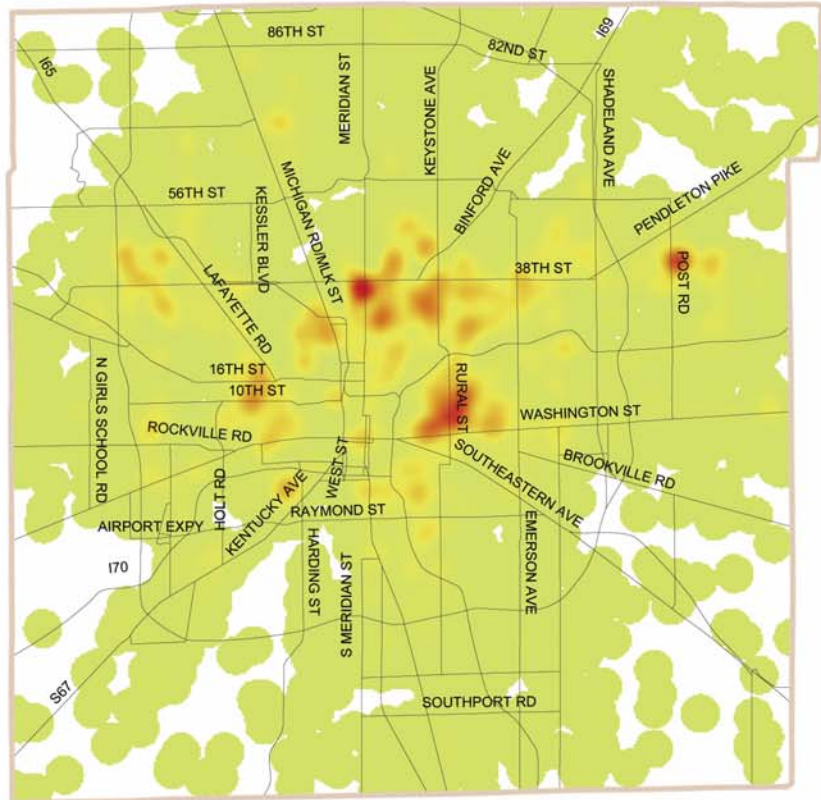 86TH ST
82ND ST
I69
I65
MERIDIAN ST
KEYSTONE AVE
SHADELAND AVE
BINFORD AVE
PENDLETON PIKE
56TH ST
KESSLER BLVD
MICHIGAN RD/MLK ST
38TH ST
POST RD
LAFAYETTE RD
16TH ST
10TH ST
RURAL ST
N GIRLS SCHOOL RD
ROCKVILLE RD
WASHINGTON ST
WEST ST
HOLT RD
KENTUCKY AVE
SOUTHEASTERN AVE
BROOKVILLE RD
RAYMOND ST
AIRPORT EXPY
EMERSON AVE
I70
HARDING ST
S MERIDIAN ST
S67
SOUTHPORT RD